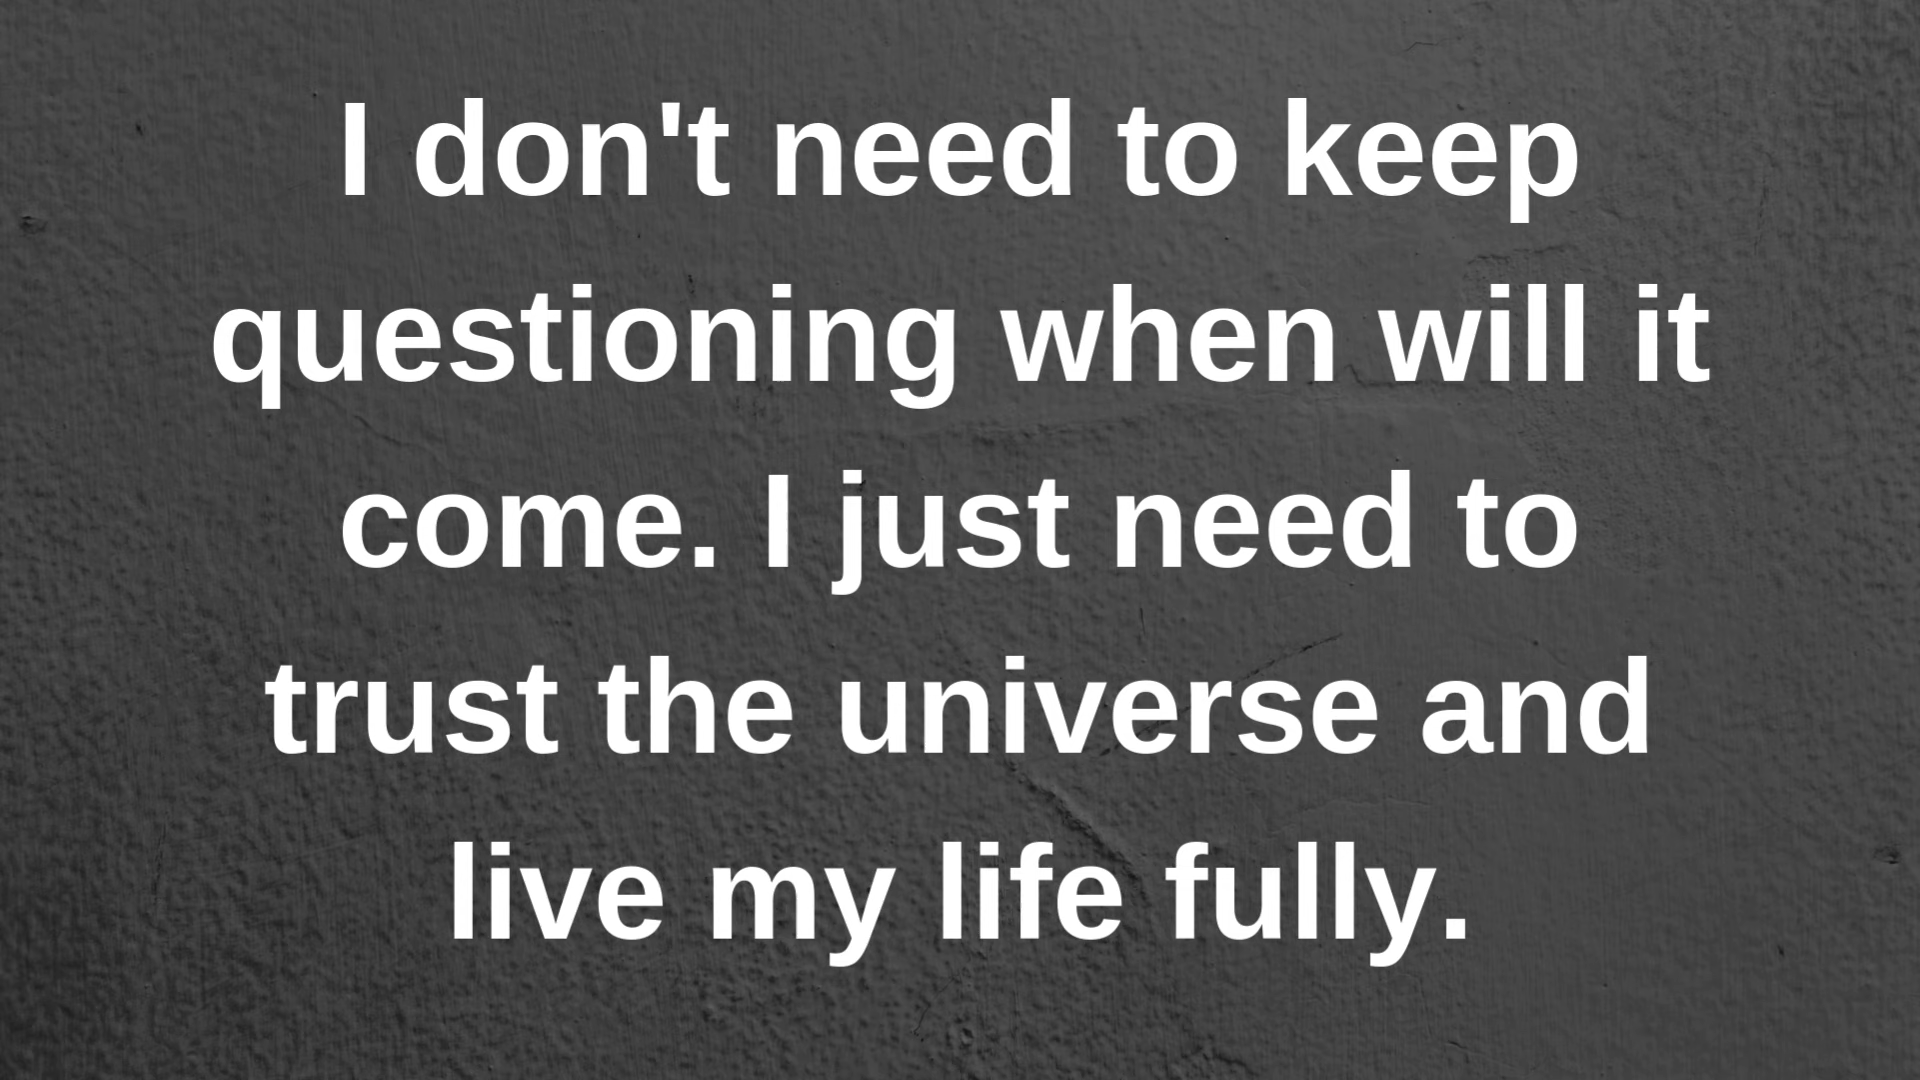 I don't need to keep
questioning when will it
come. I just need to
trust the universe and
live my life fully.